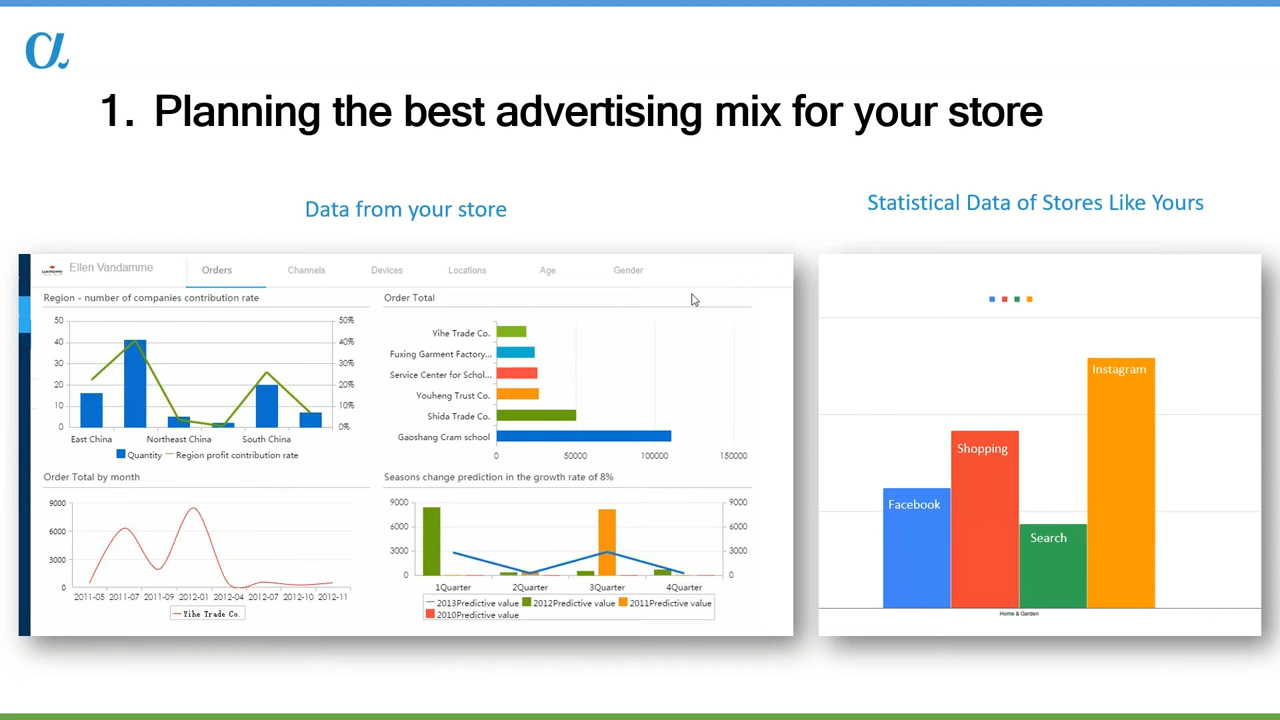 α
1. Planning the best advertising mix for your store
Data from your store
Statistical Data of Stores Like Yours
Ellen Vandamme
Orders
Channels
Devices
Locations
Age
Gender
Region - number of companies contribution rate
50
40
30
20
10
0
50%
40%
30%
20%
10%
0%
East China
Northeast China
South China
Quantity
Region profit contribution rate
Order Total
Yihe Trade Co.
Fuxing Garment Factory...
Service Center for Schol...
Youheng Trust Co.
Shida Trade Co.
Gaoshang Cram school
0
50000
100000
150000
Order Total by month
9000
6000
3000
0
2011-05
2011-07
2011-09
2012-01
2012-04
2012-07
2012-10
2012-11
Yihe Trade Co.
Seasons change prediction in the growth rate of 8%
9000
6000
3000
0
9000
6000
3000
0
1Quarter
2Quarter
3Quarter
4Quarter
2013Predictive value
2012Predictive value
2011Predictive value
2010Predictive value
Facebook
Shopping
Search
Instagram
Home & Garden